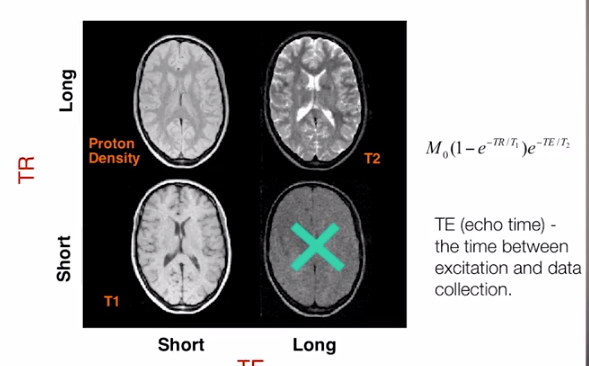 Long
TR
Short
Proton
Density
T2
T1
Short
Long
TE
M₀(1 − e^{−TR/T₁})e^{−TE/T₂}
TE (echo time) -
the time between
excitation and data
collection.